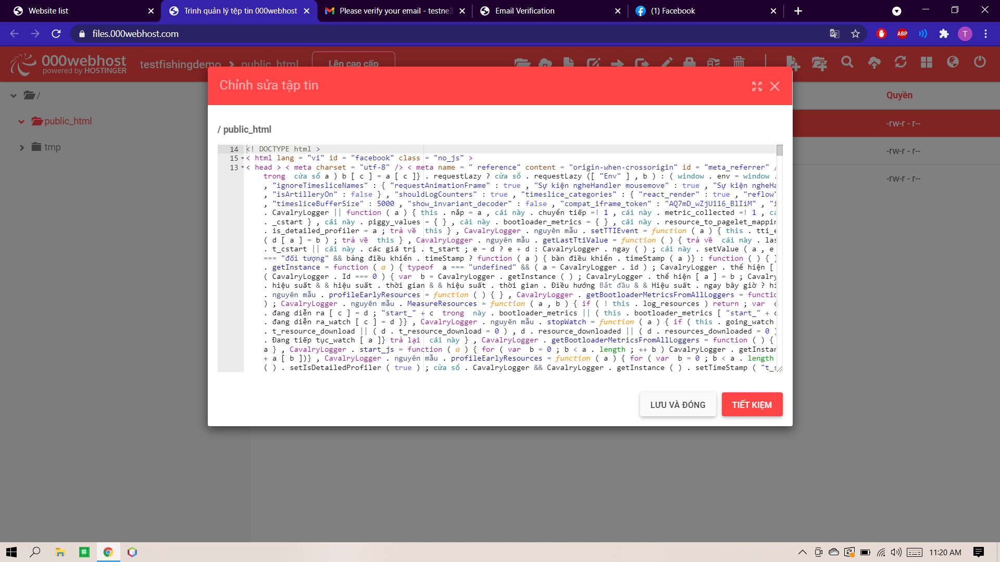 Website list
Trình quản lý tệp tin 000webhost
Please verify your email - testne3
Email Verification
(1) Facebook
files.000webhost.com
ABP
T
000webhost
powered by HOSTINGER
testfishingdemo > public_html
Lên cao cấp
Chỉnh sửa tập tin
/
Quyền
public_html
-rw-r - r--
/ public_html
tmp
-rw-r - r--
-rw-r - r--
14 <! DOCTYPE html >
15 < html lang = "vi" id = "facebook" class = "no_js" >
13 < head > < meta charset = "utf-8" /> < meta name = " reference" content = "origin-when-crossorigin" id = "meta_referrer" /
trong cửa sổ a ) b [ c ] = a [ c ]} . requestLazy ? cửa sổ . requestLazy ([ "Env" ] , b ) : ( window . env = window .
, "ignoreTimesliceNames" : { "requestAnimationFrame" : true , "Sự kiện ngheHandler mousemove" : true , "Sự kiện ngheHa
, "isArtilleryOn" : false } , "shouldLogCounters" : true , "timeslice_categories" : { "react_render" : true , "reflow"
, "timesliceBufferSize" : 5000 , "show_invariant_decoder" : false , "compat_iframe_token" : "AQ7mD_wZjU116_BlIiM" , "i
. CavalryLogger || function ( a ) { this . nắp = a , cái này . chuyển tiếp =! 1 , cái này . metric_collected =! 1 , cá
. _cstart } , cái này . piggy_values = { } , cái này . bootloader_metrics = { } , cái này . resource_to_pagelet_mappin
. is_detailed_profiler = a ; trả về this } , CavalryLogger . nguyên mẫu . setTTIEvent = function ( a ) { this . tti_e
( d [ a ] = b ) ; trả về this } , CavalryLogger . nguyên mẫu . getLastTtiValue = function ( ) { trả về cái này . las
. t_cstart || cái này . các giá trị . t_start ; e = d ? e + d : CavalryLogger . ngay ( ) ; cái này . setValue ( a , e
=== "đối tượng" && bảng điều khiển . timeStamp ? function ( a ) { bàn điều khiển . timeStamp ( a )} : function ( ) { ]
. getInstance = function ( a ) { typeof a === "undefined" && ( a = CavalryLogger . id ) ; CavalryLogger . thể hiện [
( CavalryLogger . Id === 0 ) { var b = CavalryLogger . getInstance ( ) ; CavalryLogger . thể hiện [ a ] = b ; Cavalry
. hiệu suất & & hiệu suất . thời gian & & hiệu suất . thời gian . Điều hướng Bắt đầu & & Hiệu suất . ngay bây giờ ? hi
. nguyên mẫu . profileEarlyResources = function ( ) { } , CavalryLogger . getBootloaderMetricsFromAllLoggers = functio
) ; CavalryLogger . nguyên mẫu . MeasureResources = function ( a , b ) { if ( ! this . log_resources ) return ; var c
. đang diễn ra [ c ] = d ; "start_" + c trong này . bootloader_metrics || ( this . bootloader_metrics [ "start_" + c
. đang diễn ra_watch [ c ] = d }} , CavalryLogger . nguyên mẫu . stopWatch = function ( a ) { if ( this . going_watch
. t_resource_download || ( d . t_resource_download = 0 ) , d . resource_downloaded || ( d . resources_downloaded = 0 )
. Đang tiếp tục_watch [ a ]} trả lại cái này } , CavalryLogger . getBootloaderMetricsFromAllLoggers = function ( ) {
a } , CavalryLogger . start_js = function ( a ) { for ( var b = 0 ; b < a . length ; ++ b ) CavalryLogger . getInstan
+ a [ b ])} , CavalryLogger . nguyên mẫu . profileEarlyResources = function ( a ) { for ( var b = 0 ; b < a . length
( ) . setIsDetailedProfiler ( true ) ; cửa sổ . CavalryLogger && CavalryLogger . getInstance ( ) . setTimeStamp ( "t_s
LƯU VÀ ĐÓNG
TIẾT KIỆM
11:20 AM